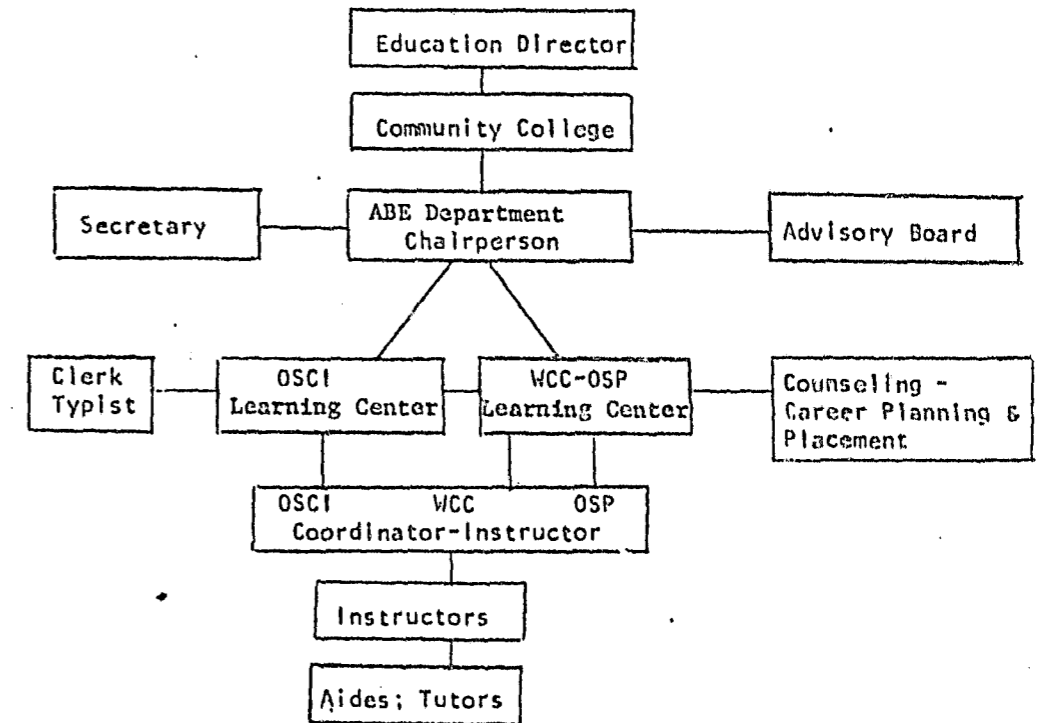 Education Director
Community College
Secretary
ABE Department
Chairperson
Advisory Board
Clerk
Typist
OSCI
Learning Center
WCC-OSP
Learning Center
Counseling -
Career Planning &
Placement
OSCI WCC OSP
Coordinator-Instructor
Instructors
Aides; Tutors